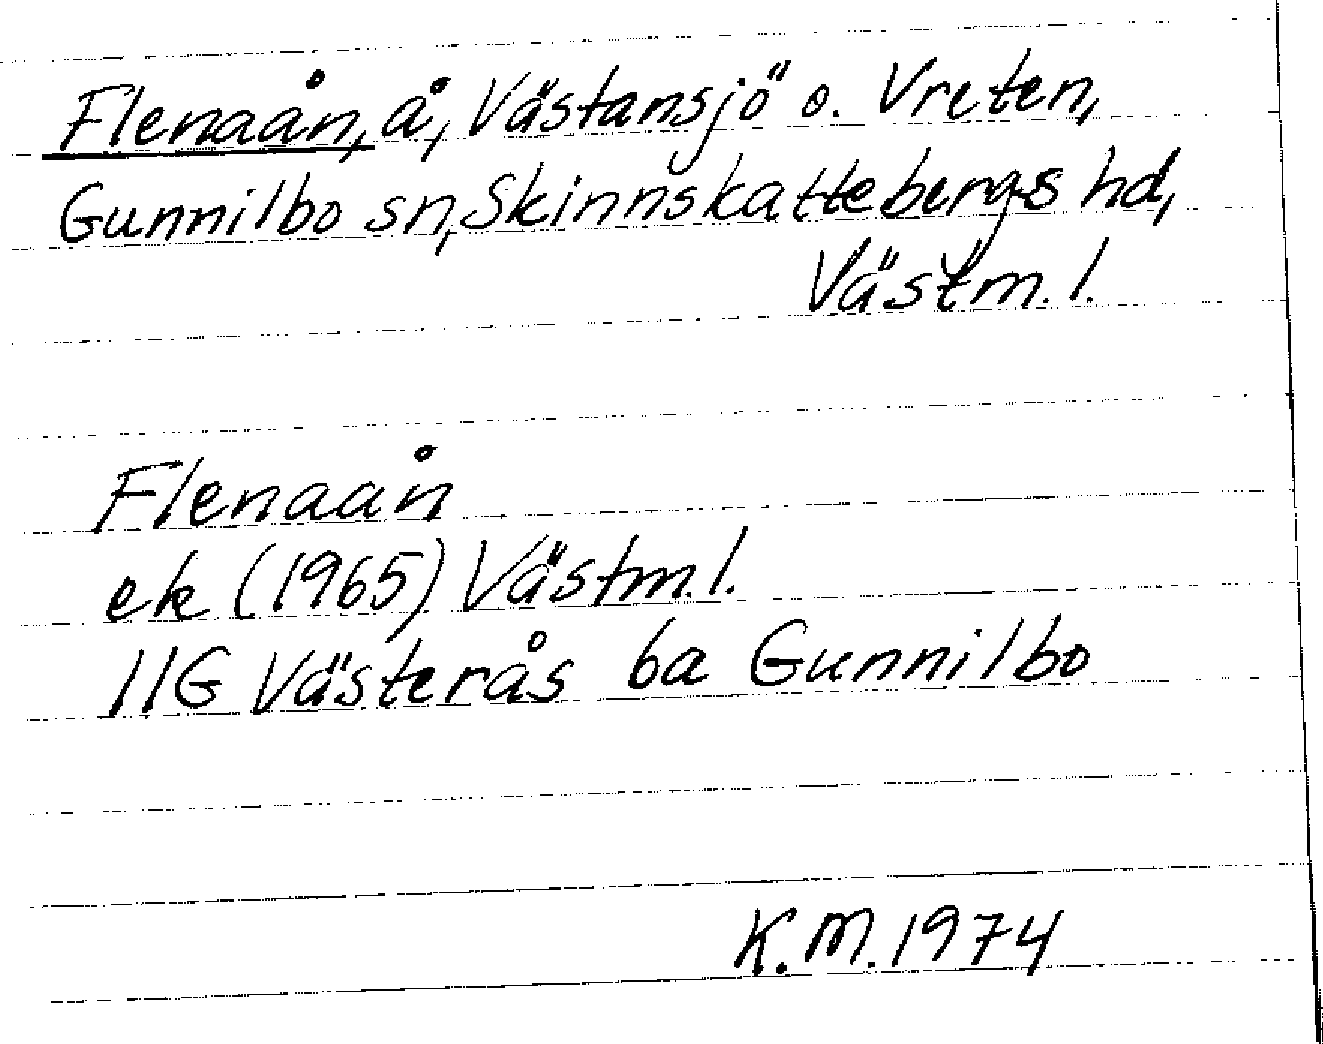 Flenaån, å, Västansjö o. Vreten,
Gunnilbo sn, Skinnskattebergs hd,
Västm. l.
Flenaån
ek (1965) Västm. l.
11G Västerås 6a Gunnilbo
K.M. 1974